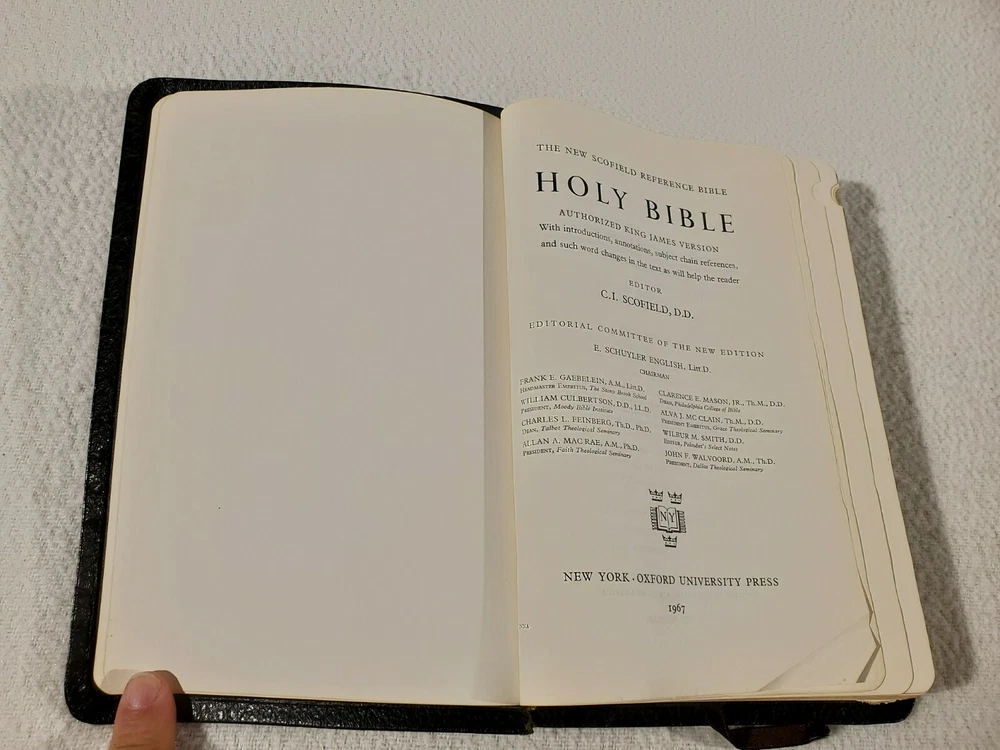 THE NEW SCOFIELD REFERENCE BIBLE
HOLY BIBLE
AUTHORIZED KING JAMES VERSION
With introductions, annotations, subject chain references,
and such word changes in the text as will help the reader
EDITOR
C.I. SCOFIELD, D.D.
EDITORIAL COMMITTEE OF THE NEW EDITION
E. SCHUYLER ENGLISH, Litt.D.
CHAIRMAN
FRANK E. GAEBELEIN, A.M., Litt.D.
HEADMASTER EMERITUS, The Stony Brook School
WILLIAM CULBERTSON, D.D., LL.D.
PRESIDENT, Moody Bible Institute
CHARLES L. FEINBERG, Th.D., Ph.D.
DEAN, Talbot Theological Seminary
ALLAN A. MAC RAE, A.M., Ph.D.
PRESIDENT, Faith Theological Seminary
CLARENCE E. MASON, JR., Th.M., D.D.
DEAN, Philadelphia College of Bible
ALVA J. MC CLAIN, Th.M., D.D.
PRESIDENT EMERITUS, Grace Theological Seminary
WILBUR M. SMITH, D.D.
EDITOR, Peloubet's Select Notes
JOHN F. WALVOORD, A.M., Th.D.
PRESIDENT, Dallas Theological Seminary
NY
NEW YORK · OXFORD UNIVERSITY PRESS
1967